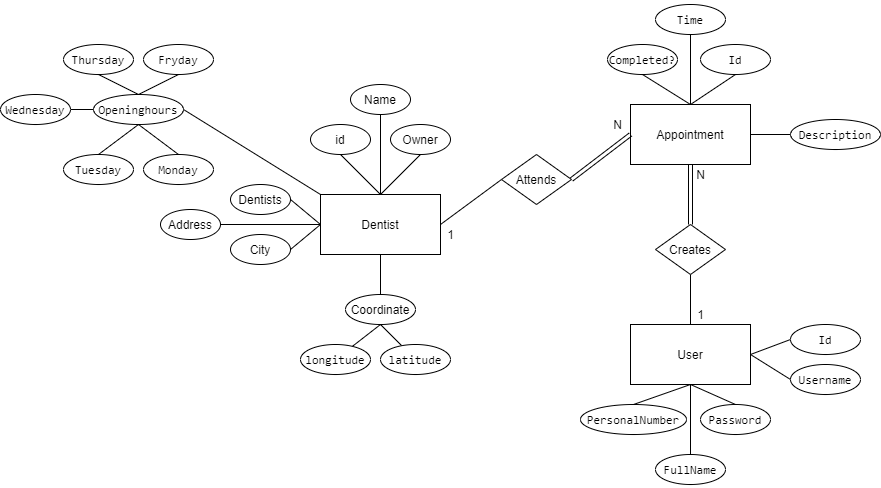 Time
Completed?
Id
Thursday
Fryday
Wednesday
Openinghours
Tuesday
Monday
Name
id
Owner
N
Appointment
Description
Attends
N
Dentists
Address
City
Dentist
1
Creates
Coordinate
longitude
latitude
1
User
Id
Username
PersonalNumber
Password
FullName